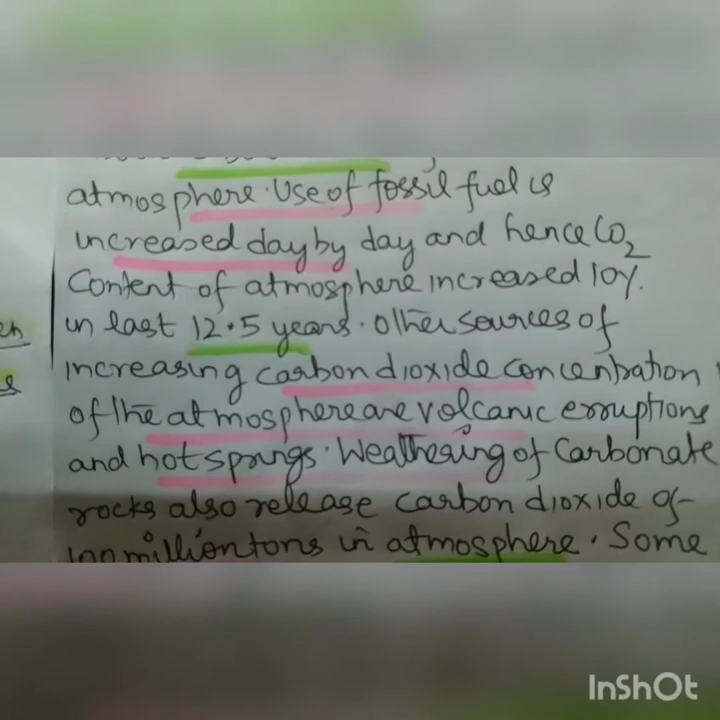 atmosphere. Use of fossil fuel is
increased day by day and hence CO2
Content of atmosphere increased 10%.
in last 12.5 years. Other sources of
increasing carbon dioxide concentration
of the atmosphere are volcanic erruptions
and hot springs. Weathering of Carbonate
rocks also release carbon dioxide of
100 million tons in atmosphere. Some
InShOt